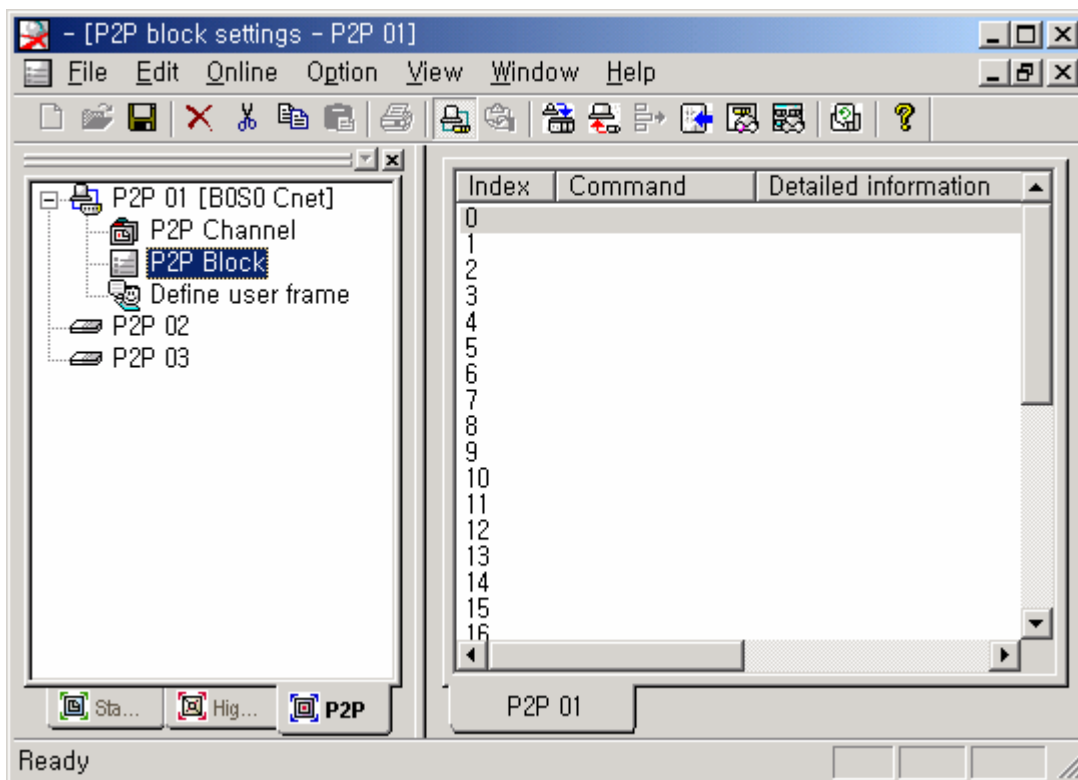 - [P2P block settings - P2P 01]
File Edit Online Option View Window Help
P2P 01 [B0S0 Cnet]
P2P Channel
P2P Block
Define user frame
P2P 02
P2P 03
Sta... Hig... P2P
Index Command Detailed information
0
1
2
3
4
5
6
7
8
9
10
11
12
13
14
15
16
P2P 01
Ready